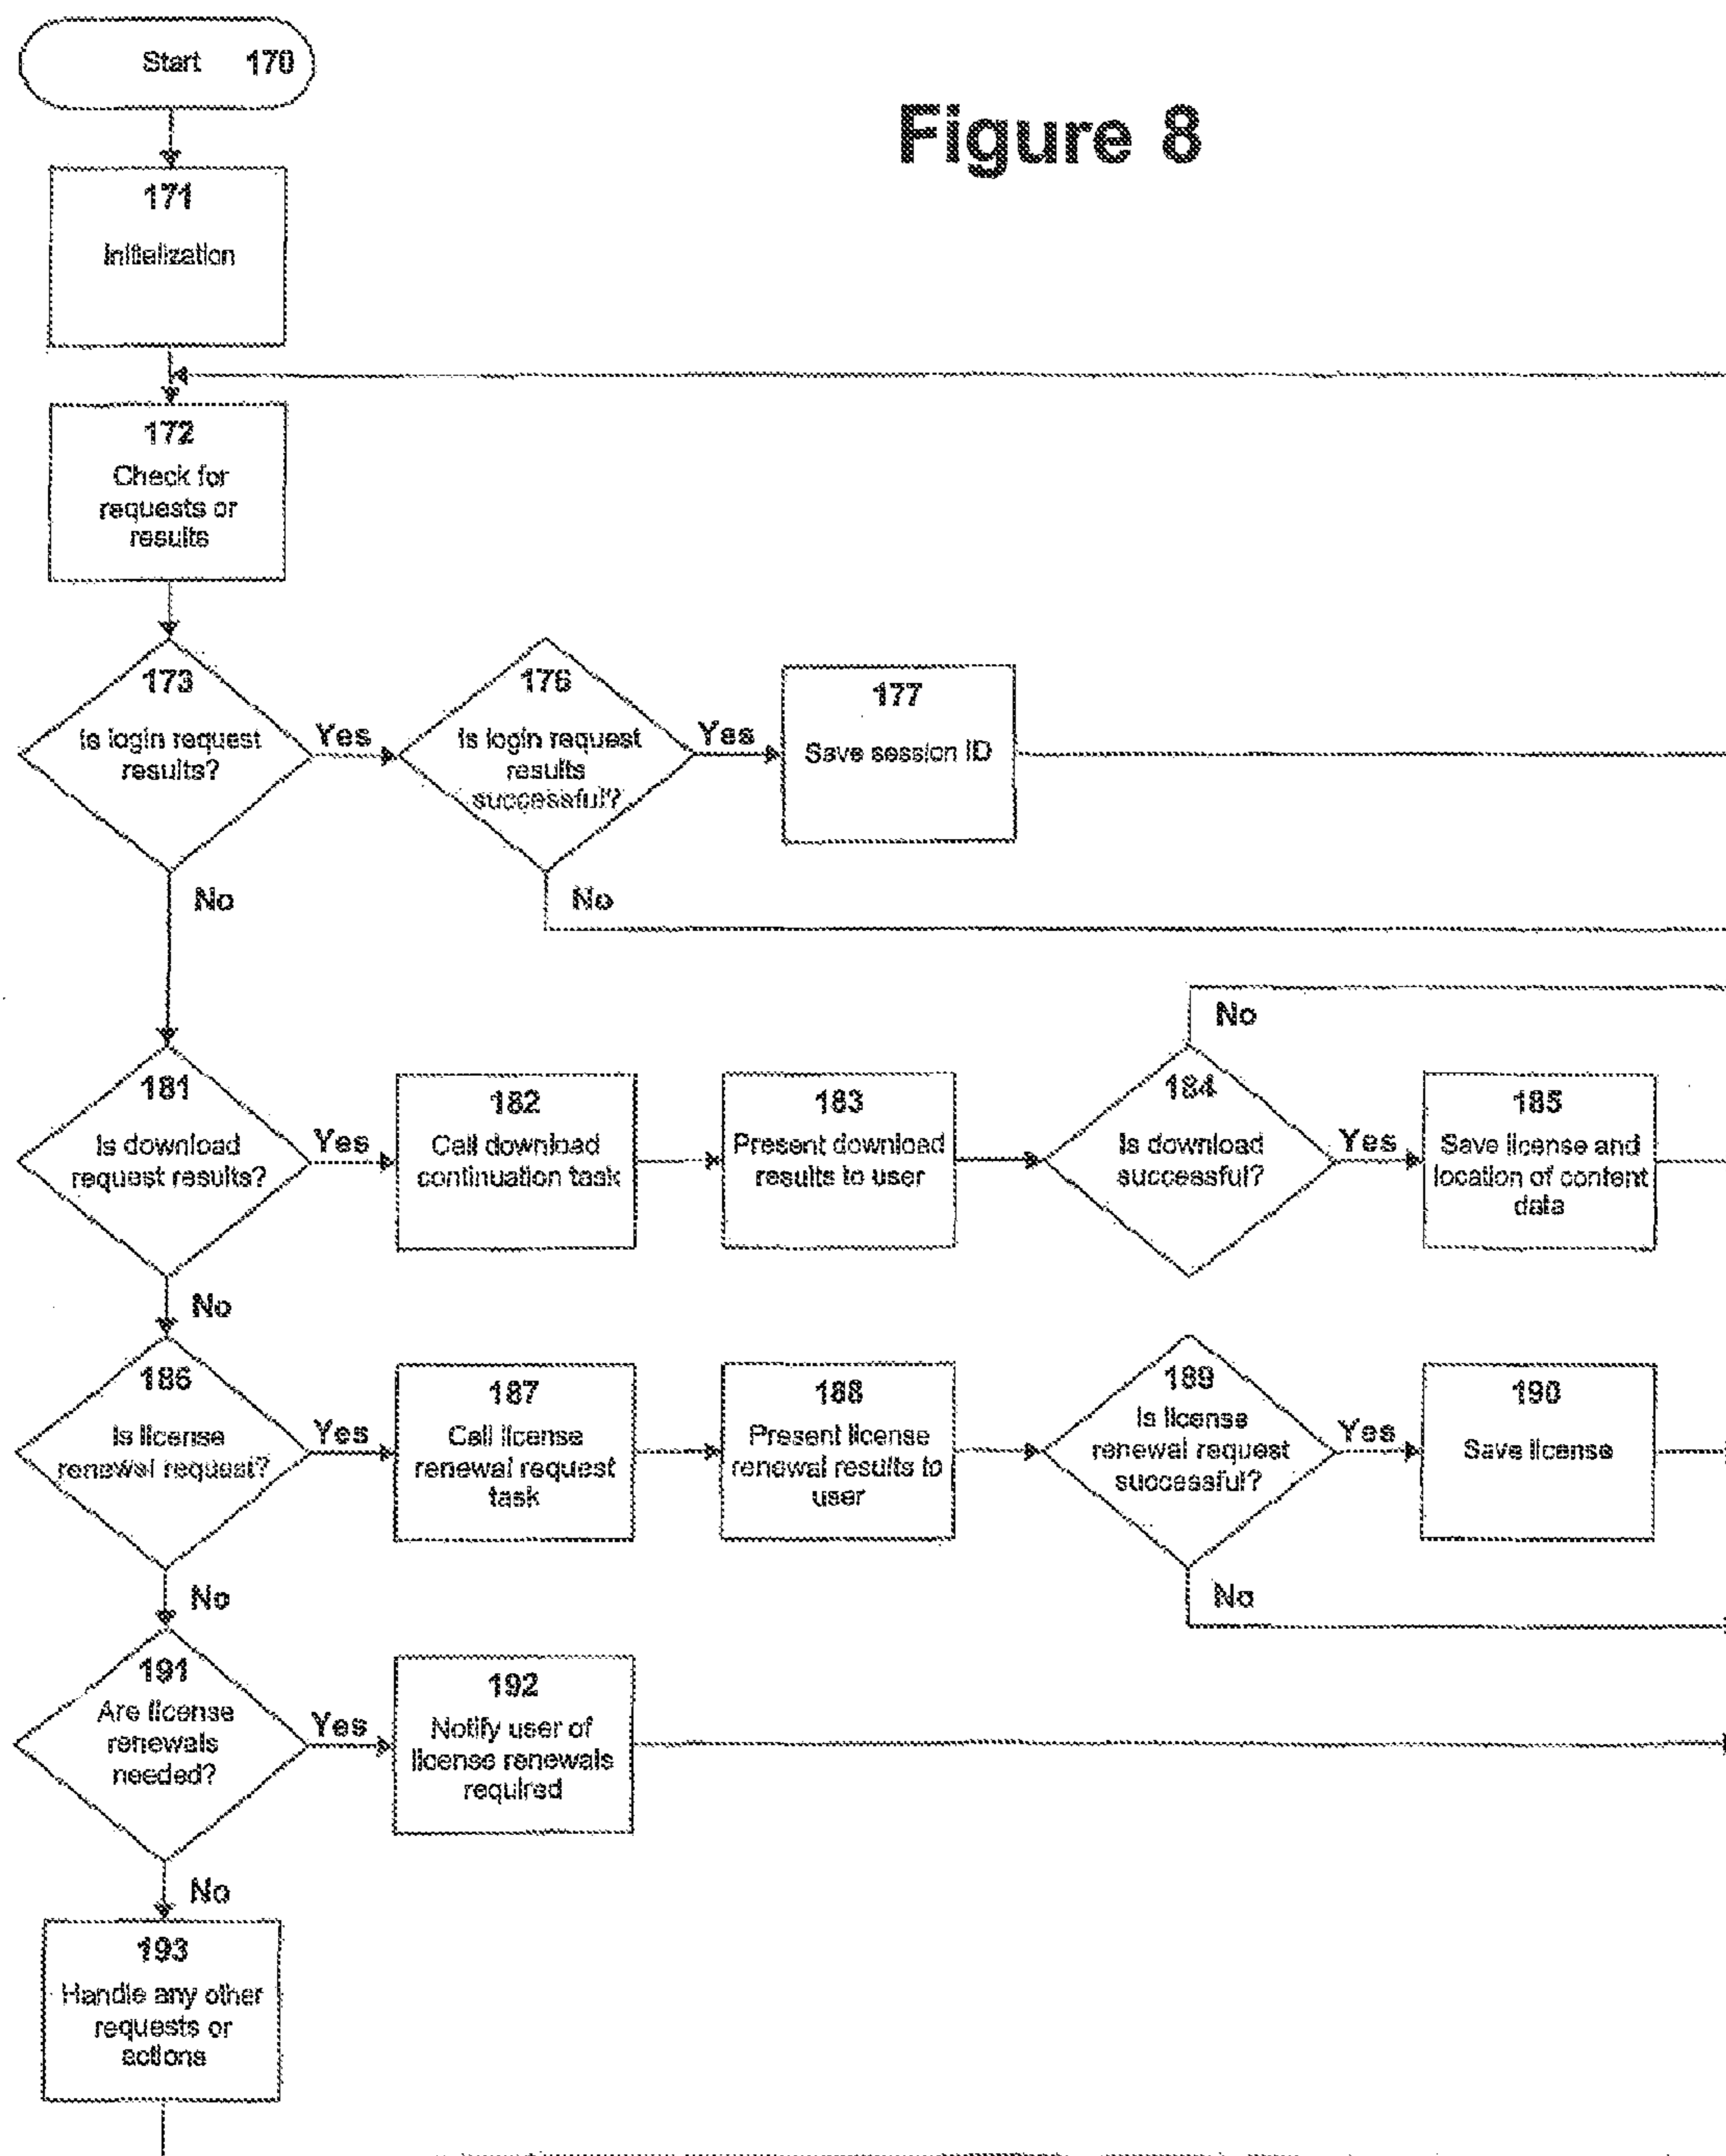 Start 170
Figure 8
171
Initialization
172
Check for
requests or
results
173
Is login request
results?
Yes
No
176
Is login request
results
successful?
Yes
No
177
Save session ID
181
Is download
request results?
Yes
No
182
Call download
continuation task
183
Present download
results to user
No
184
Is download
successful?
Yes
185
Save license and
location of content
data
186
Is license
renewal request?
Yes
No
187
Call license
renewal request
task
188
Present license
renewal results to
user
189
Is license
renewal request
successful?
Yes
No
190
Save license
191
Are license
renewals
needed?
Yes
No
192
Notify user of
license renewals
required
193
Handle any other
requests or
actions